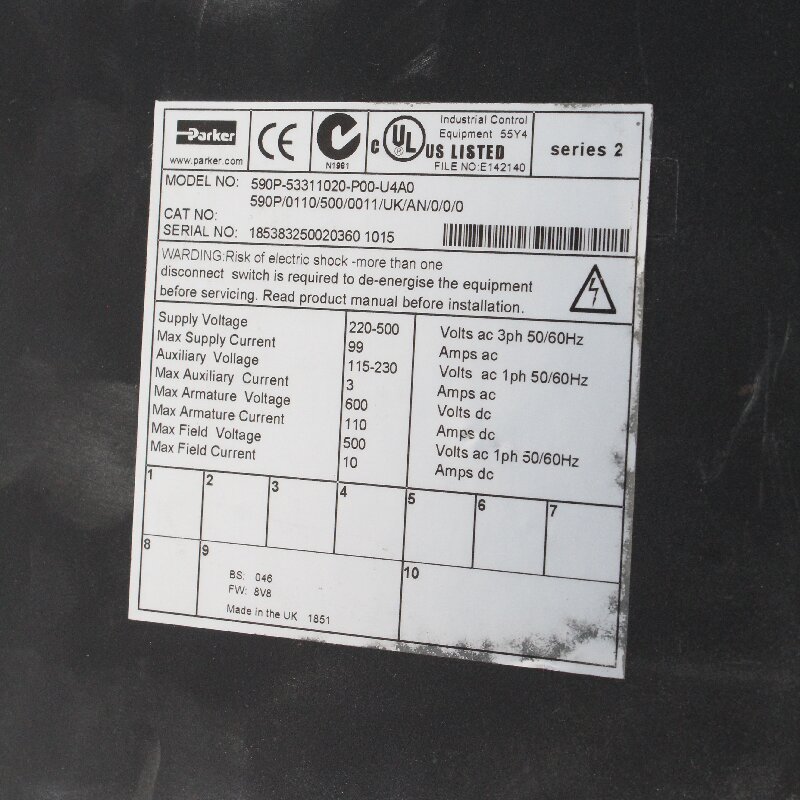 Parker
www.parker.com
CE
N1961
c UL US LISTED
Industrial Control
Equipment 55Y4
FILE NO:E142140
series 2
MODEL NO: 590P-53311020-P00-U4A0
590P/0110/500/0011/UK/AN/0/0/0
CAT NO:
SERIAL NO: 185383250020360 1015
WARDING:Risk of electric shock -more than one
disconnect switch is required to de-energise the equipment
before servicing. Read product manual before installation.
Supply Voltage 220-500 Volts ac 3ph 50/60Hz
Max Supply Current 99 Amps ac
Auxiliary Vollage 115-230 Volts ac 1ph 50/60Hz
Max Auxiliary Current 3 Amps ac
Max Armature Voltage 600 Volts dc
Max Armature Current 110 Amps dc
Max Field Voltage 500 Volts ac 1ph 50/60Hz
Max Field Current 10 Amps dc
1 2 3 4 5 6 7
8 9 10
BS: 046
FW: 8V8
Made in the UK 1851